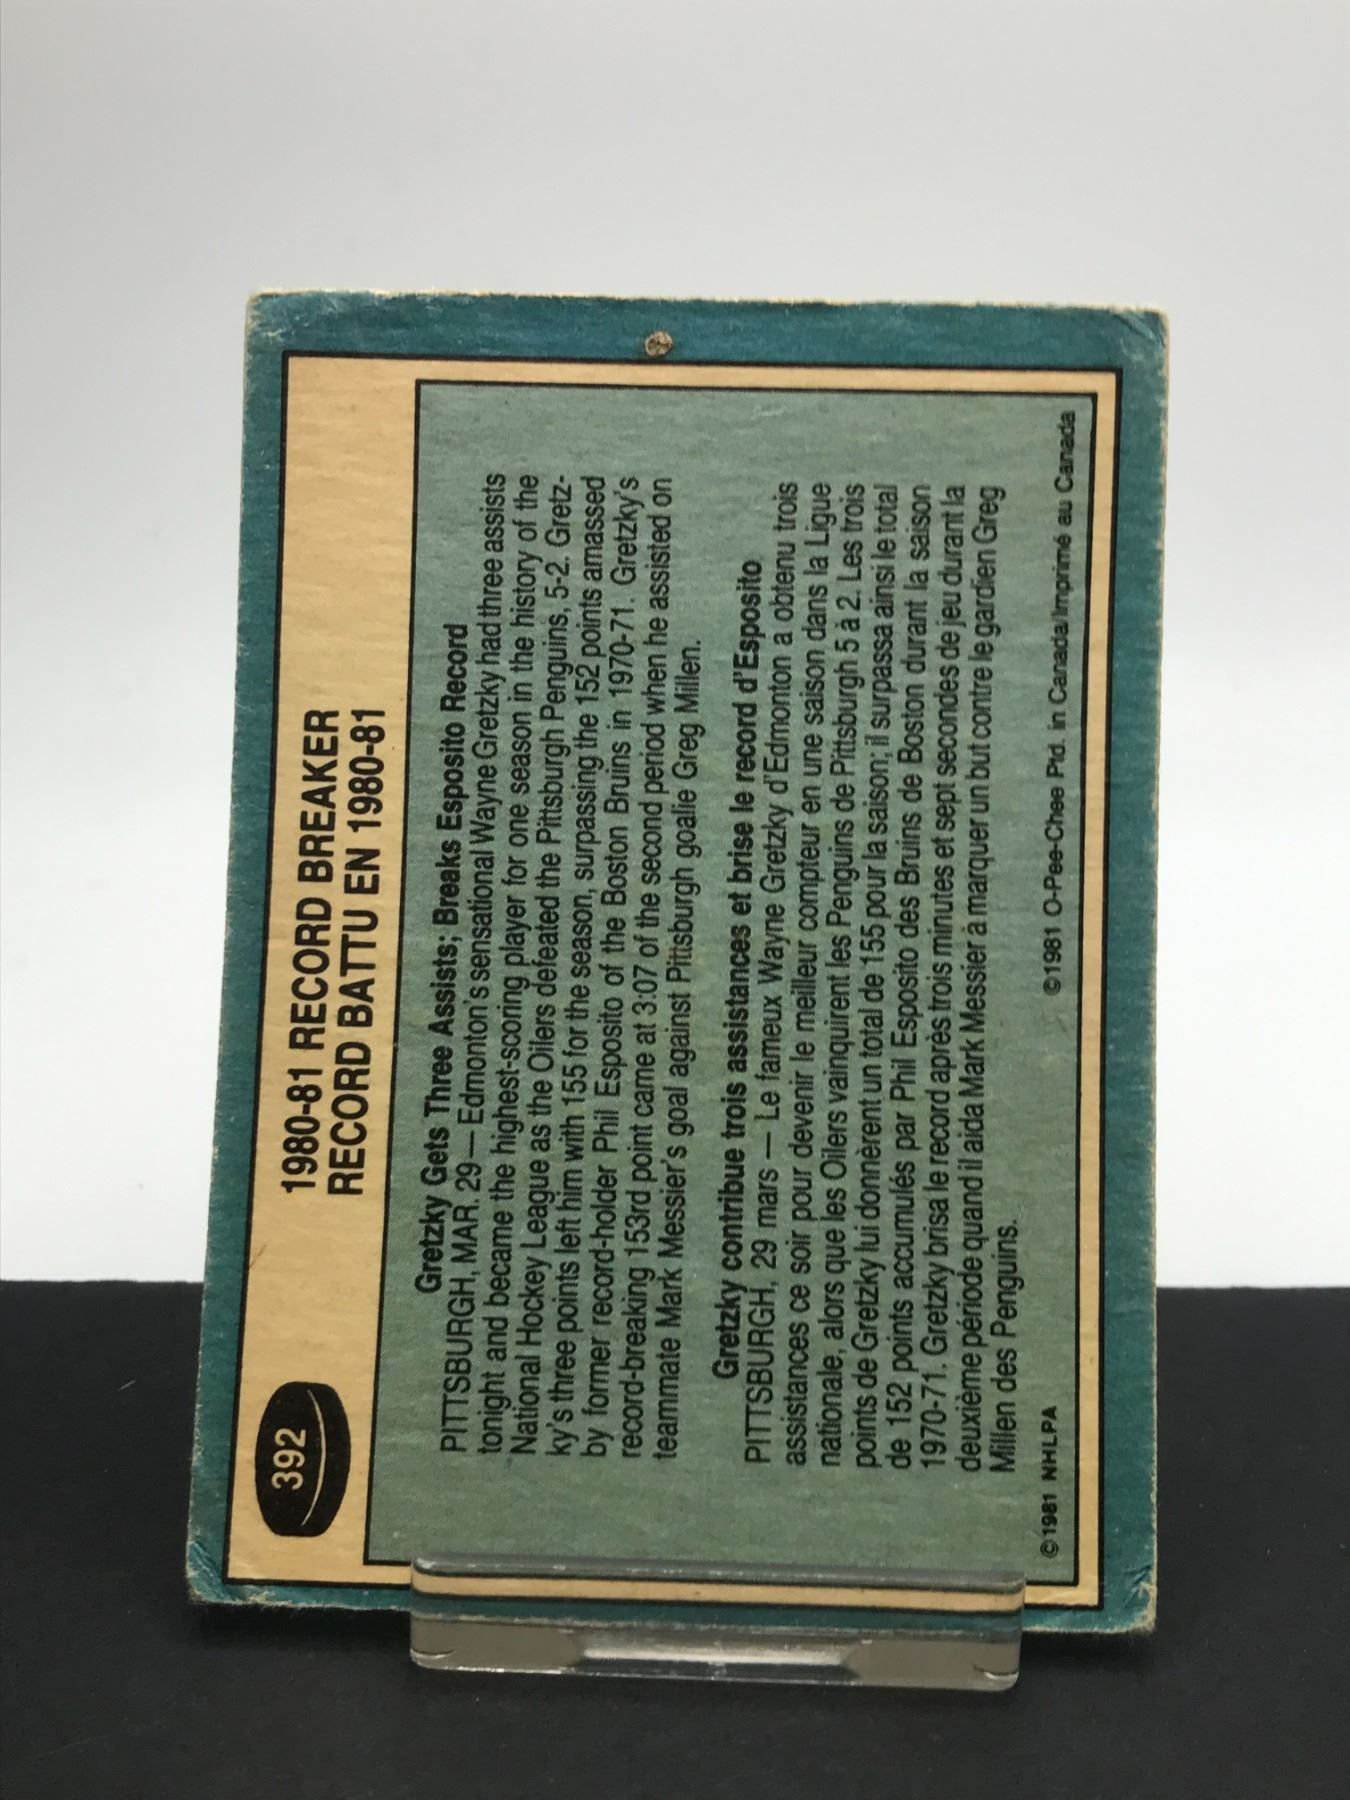 392
1980-81 RECORD BREAKER
RECORD BATTU EN 1980-81
Gretzky Gets Three Assists; Breaks Esposito Record
PITTSBURGH, MAR. 29 — Edmonton's sensational Wayne Gretzky had three assists
tonight and became the highest-scoring player for one season in the history of the
National Hockey League as the Oilers defeated the Pittsburgh Penguins, 5-2. Gretz-
ky's three points left him with 155 for the season, surpassing the 152 points amassed
by former record-holder Phil Esposito of the Boston Bruins in 1970-71. Gretzky's
record-breaking 153rd point came at 3:07 of the second period when he assisted on
teammate Mark Messier's goal against Pittsburgh goalie Greg Millen.
Gretzky contribue trois assistances et brise le record d'Esposito
PITTSBURGH, 29 mars — Le fameux Wayne Gretzky d'Edmonton a obtenu trois
assistances ce soir pour devenir le meilleur compteur en une saison dans la Ligue
nationale, alors que les Oilers vainquirent les Penguins de Pittsburgh 5 à 2. Les trois
points de Gretzky lui donnèrent un total de 155 pour la saison; il surpassa ainsi le total
de 152 points accumulés par Phil Esposito des Bruins de Boston durant la saison
1970-71. Gretzky brisa le record après trois minutes et sept secondes de jeu durant la
deuxième période quand il aida Mark Messier à marquer un but contre le gardien Greg
Millen des Penguins.
©1981 NHLPA
©1981 O-Pee-Chee Ptd. in Canada/Imprimé au Canada